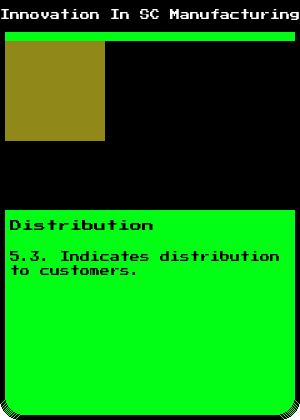 Innovation In SC Manufacturing
Distribution
5.3. Indicates distribution
to customers.